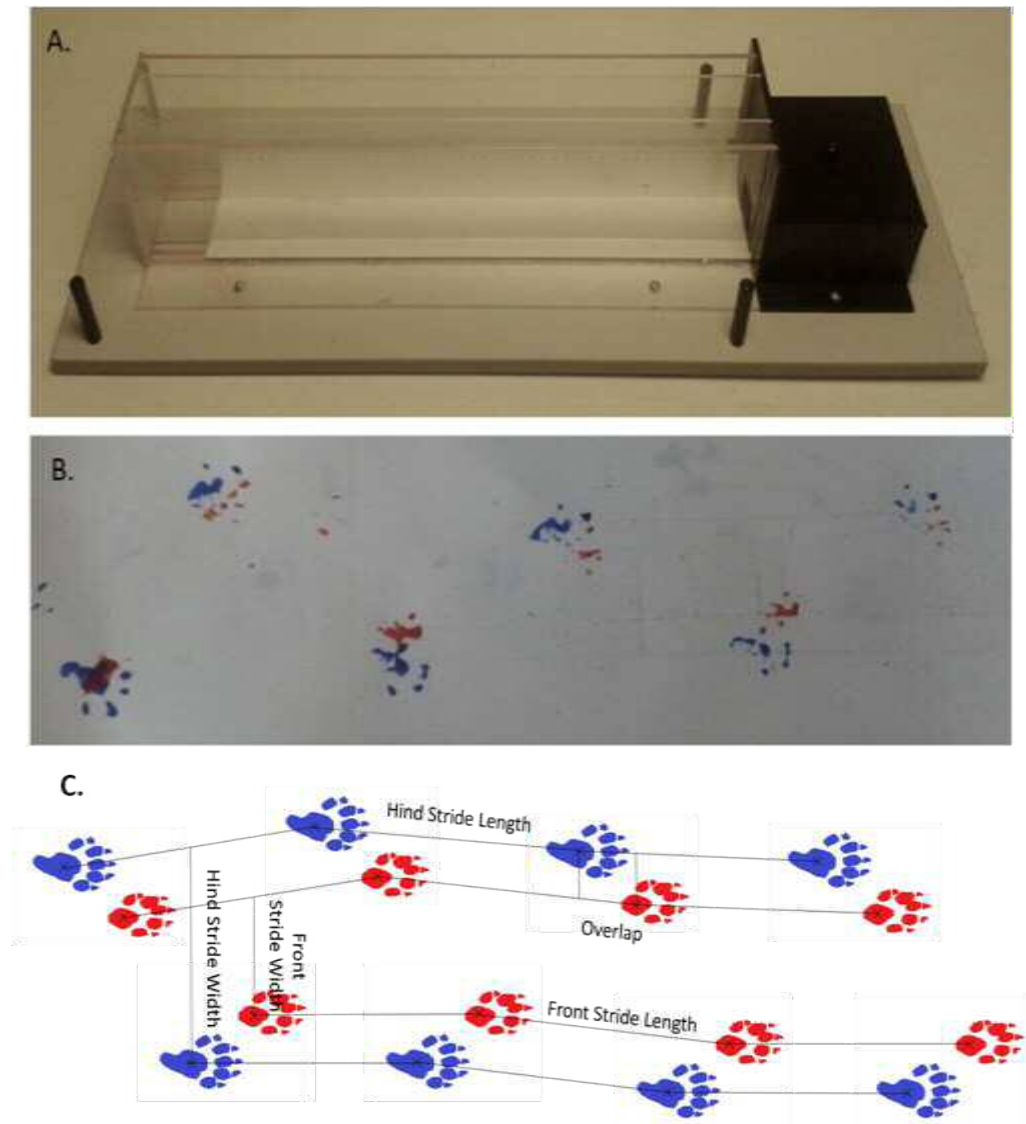 A.
B.
C.
Hind Stride Length
Hind Stride Width
Front
Stride Width
Overlap
Front Stride Length